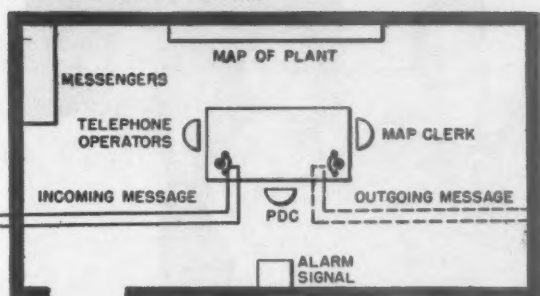 MAP OF PLANT
MESSENGERS
TELEPHONE
OPERATORS
MAP CLERK
INCOMING MESSAGE
OUTGOING MESSAGE
PDC
ALARM
SIGNAL